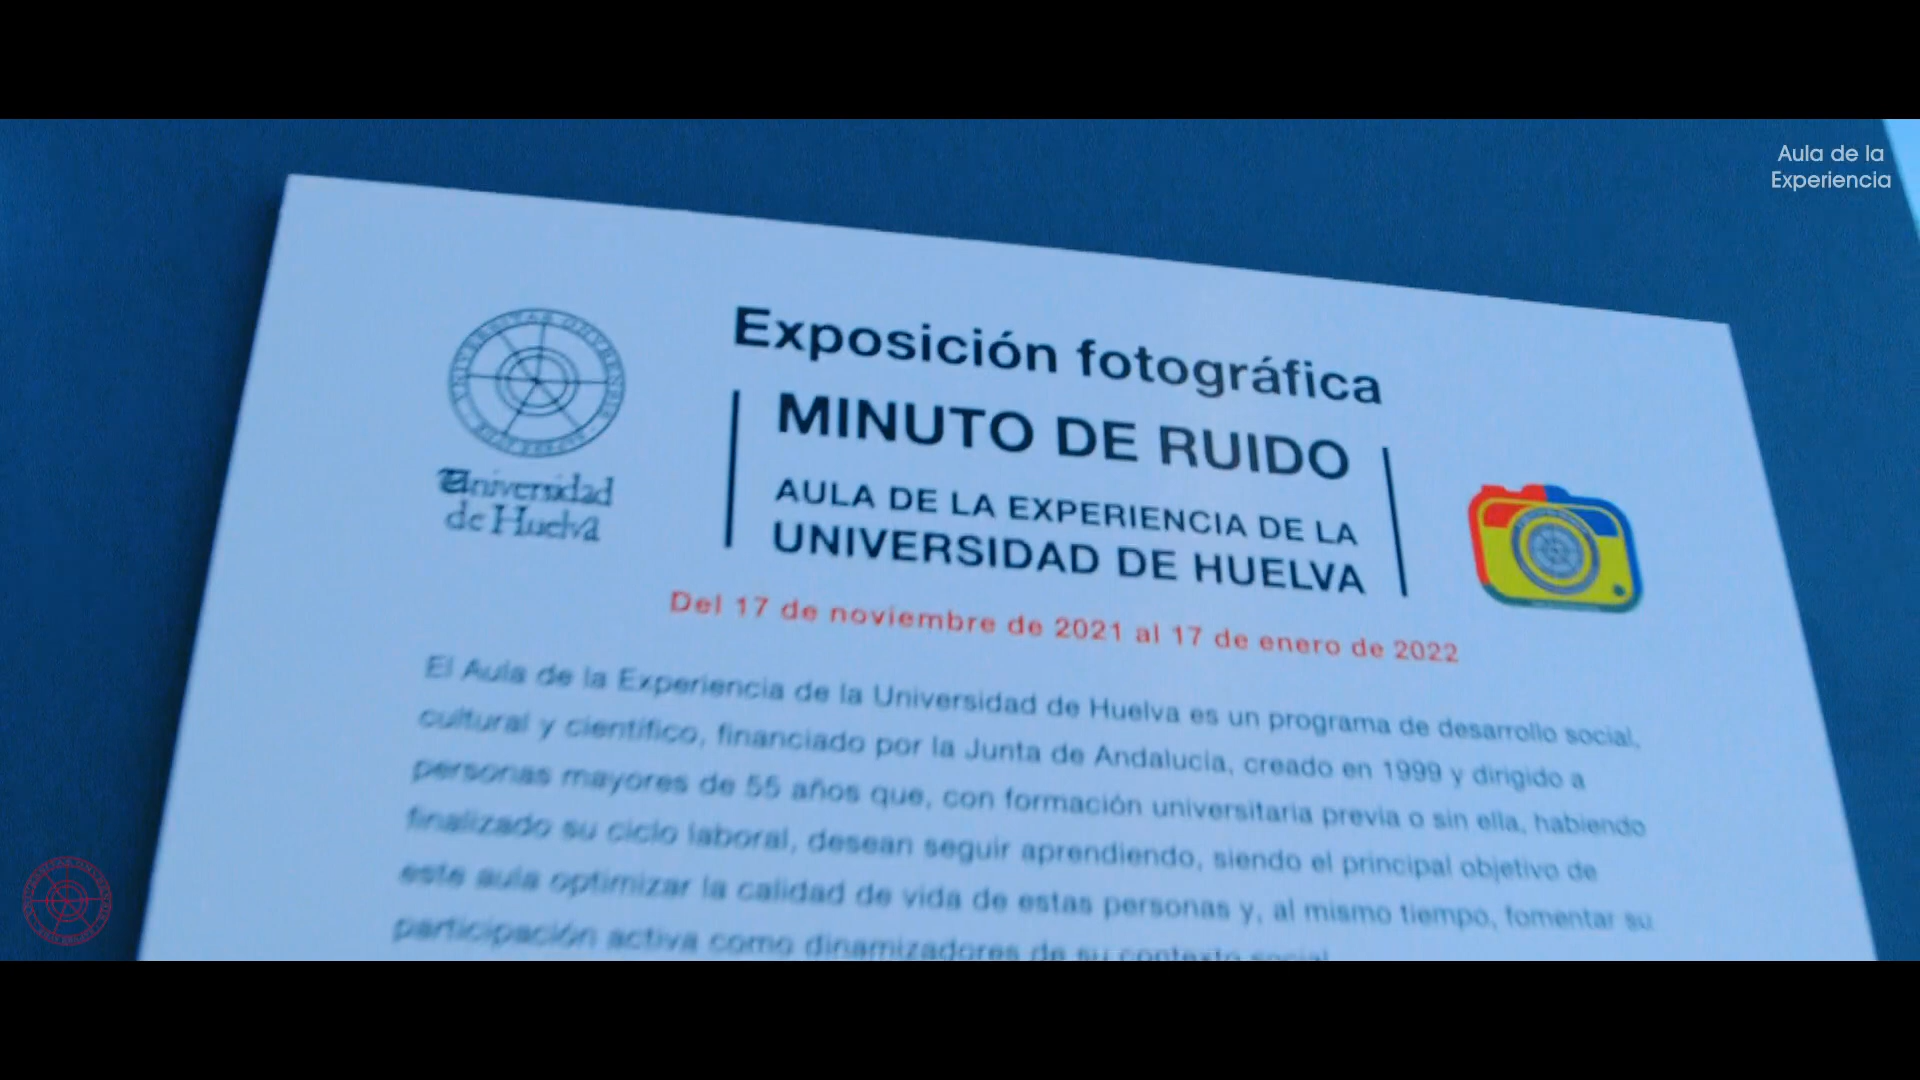 Aula de la
Experiencia
UNIVERSITAS ONVBENSIS
Universidad
de Huelva
Exposición fotográfica
MINUTO DE RUIDO
AULA DE LA EXPERIENCIA DE LA
UNIVERSIDAD DE HUELVA
Del 17 de noviembre de 2021 al 17 de enero de 2022
El Aula de la Experiencia de la Universidad de Huelva es un programa de desarrollo social,
cultural y científico, financiado por la Junta de Andalucía, creado en 1999 y dirigido a
personas mayores de 55 años que, con formación universitaria previa o sin ella, habiendo
finalizado su ciclo laboral, desean seguir aprendiendo, siendo el principal objetivo de
este aula optimizar la calidad de vida de estas personas y, al mismo tiempo, fomentar su
participación activa como dinamizadores de su contexto social